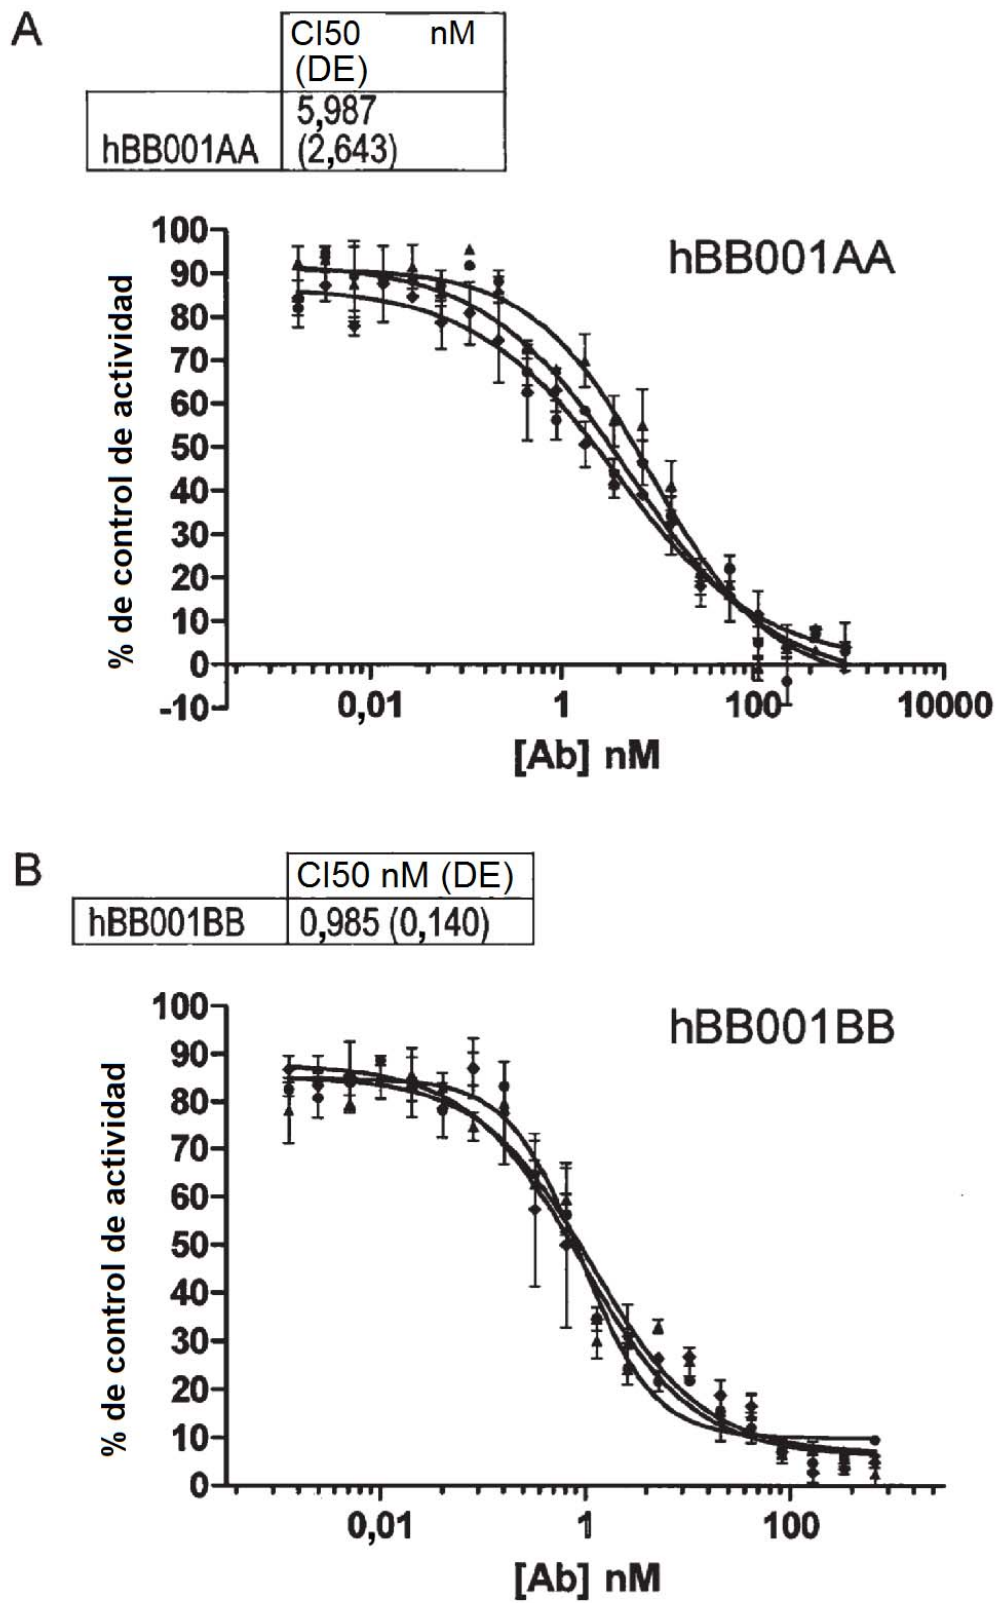 A
CI50 nM
(DE)
5,987
hBB001AA (2,643)
hBB001AA
100
90
80
70
60
50
40
30
20
10
0
-10
% de control de actividad
0,01 1 100 10000
[Ab] nM
B
CI50 nM (DE)
hBB001BB 0,985 (0,140)
hBB001BB
100
90
80
70
60
50
40
30
20
10
0
% de control de actividad
0,01 1 100
[Ab] nM